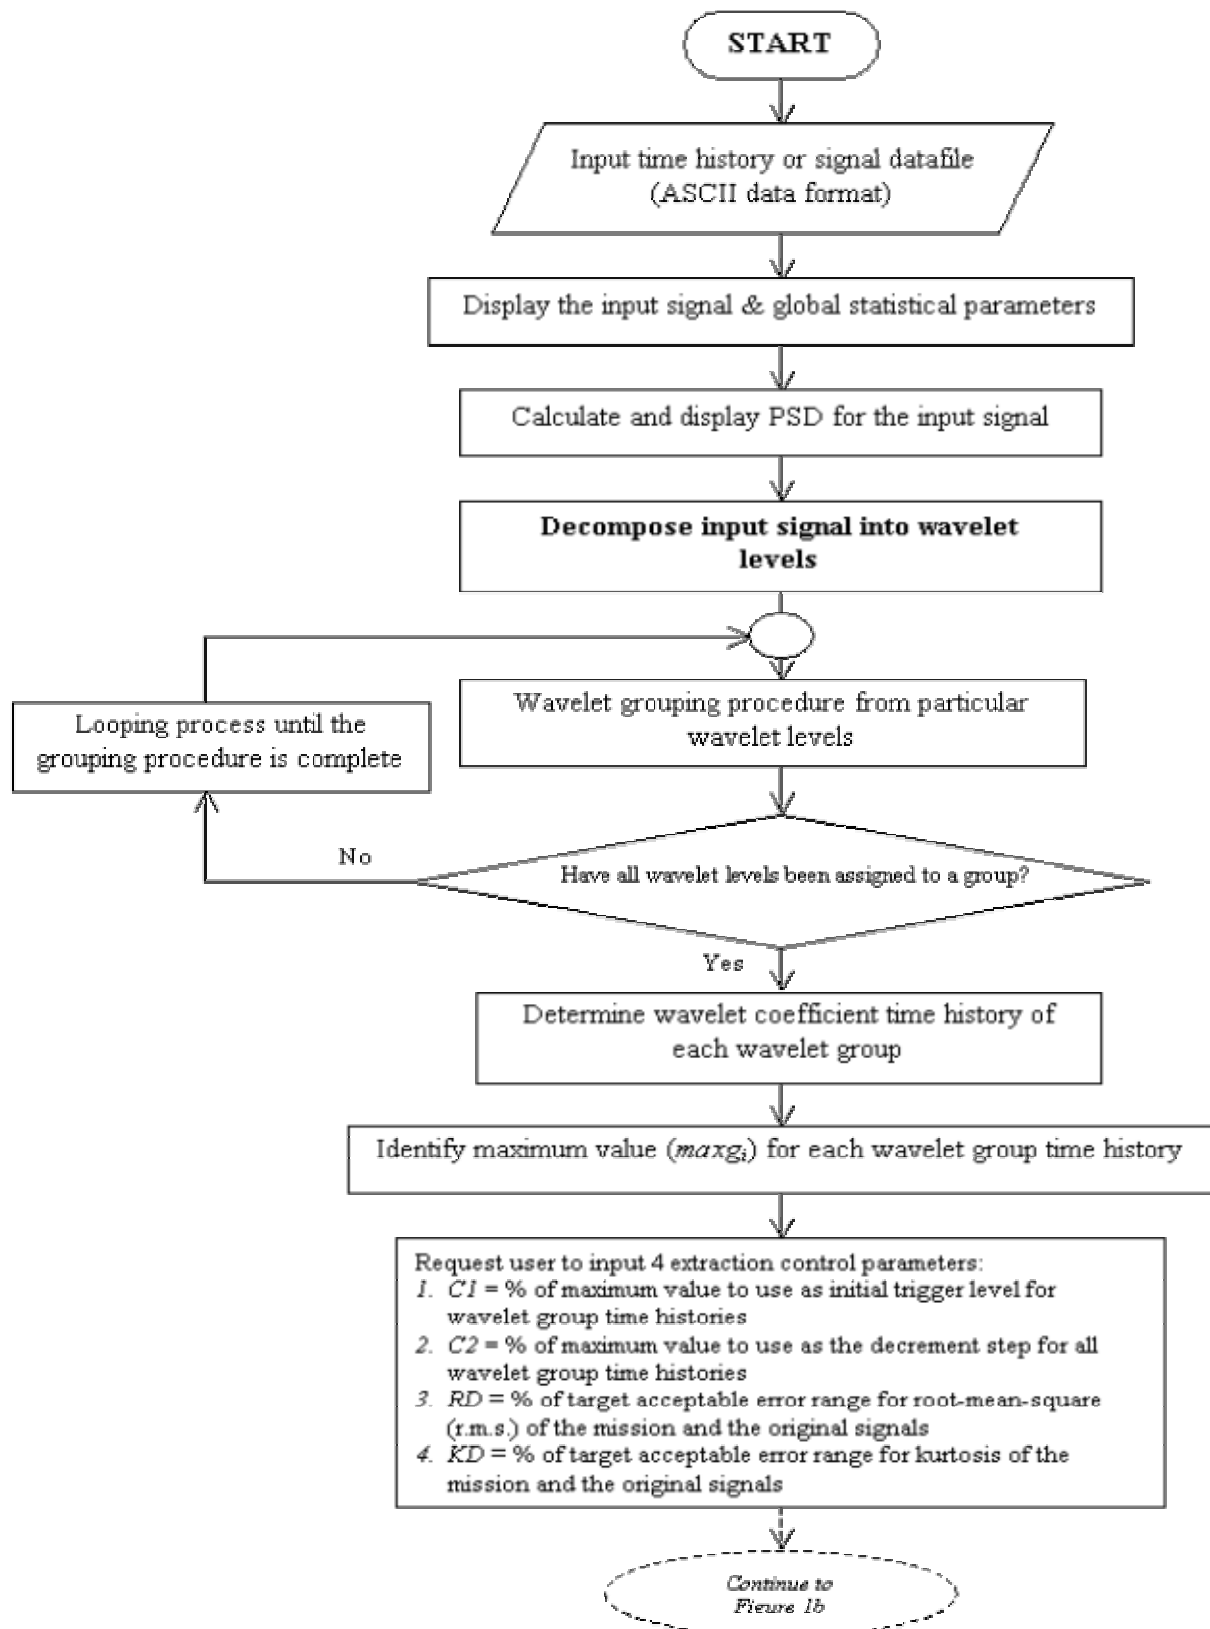 START
Input time history or signal datafile
(ASCII data format)
Display the input signal & global statistical parameters
Calculate and display PSD for the input signal
Decompose input signal into wavelet
levels
Wavelet grouping procedure from particular
wavelet levels
Looping process until the
grouping procedure is complete
No
Have all wavelet levels been assigned to a group?
Yes
Determine wavelet coefficient time history of
each wavelet group
Identify maximum value (maxgᵢ) for each wavelet group time history
Request user to input 4 extraction control parameters:
1. C1 = % of maximum value to use as initial trigger level for
wavelet group time histories
2. C2 = % of maximum value to use as the decrement step for all
wavelet group time histories
3. RD = % of target acceptable error range for root-mean-square
(r.m.s.) of the mission and the original signals
4. KD = % of target acceptable error range for kurtosis of the
mission and the original signals
Continue to
Figure 1b